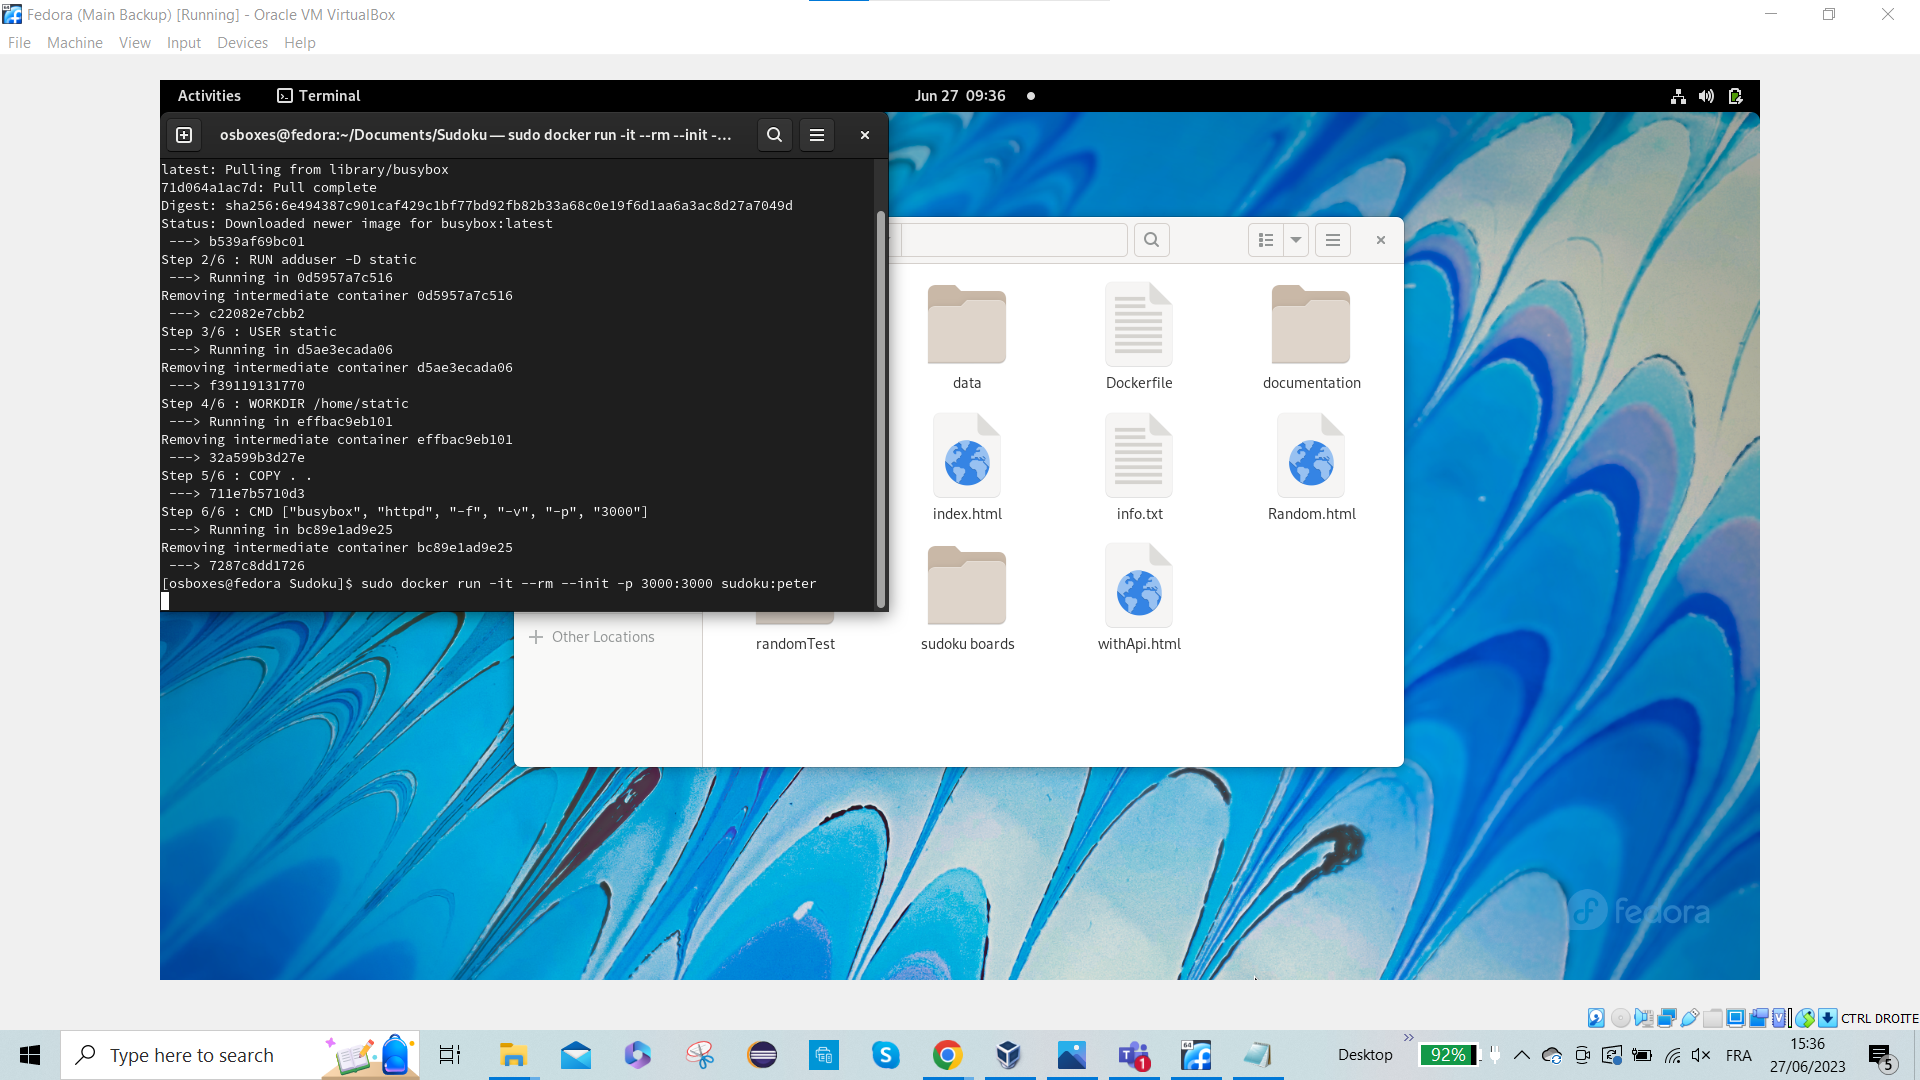 Fedora (Main Backup) [Running] - Oracle VM VirtualBox
File Machine View Input Devices Help
Activities Terminal Jun 27 09:36
osboxes@fedora:~/Documents/Sudoku — sudo docker run -it --rm --init -...
latest: Pulling from library/busybox
71d064a1ac7d: Pull complete
Digest: sha256:6e494387c901caf429c1bf77bd92fb82b33a68c0e19f6d1aa6a3ac8d27a7049d
Status: Downloaded newer image for busybox:latest
---> b539af69bc01
Step 2/6 : RUN adduser -D static
---> Running in 0d5957a7c516
Removing intermediate container 0d5957a7c516
---> c22082e7cbb2
Step 3/6 : USER static
---> Running in d5ae3ecada06
Removing intermediate container d5ae3ecada06
---> f39119131770
Step 4/6 : WORKDIR /home/static
---> Running in effbac9eb101
Removing intermediate container effbac9eb101
---> 32a599b3d27e
Step 5/6 : COPY . .
---> 711e7b5710d3
Step 6/6 : CMD ["busybox", "httpd", "-f", "-v", "-p", "3000"]
---> Running in bc89e1ad9e25
Removing intermediate container bc89e1ad9e25
---> 7287c8dd1726
[osboxes@fedora Sudoku]$ sudo docker run -it --rm --init -p 3000:3000 sudoku:peter
data Dockerfile documentation
index.html info.txt Random.html
randomTest sudoku boards withApi.html
Other Locations
fedora
CTRL DROITE
Type here to search
64
1
Desktop
92%
FRA
15:36
27/06/2023
5